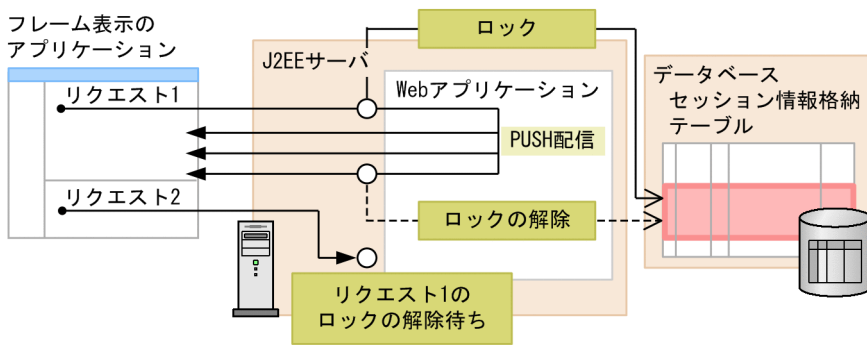 フレーム表示の
アプリケーション
ロック
J2EEサーバ
データベース
セッション情報格納
テーブル
Webアプリケーション
リクエスト1
PUSH配信
リクエスト2
ロックの解除
リクエスト1の
ロックの解除待ち